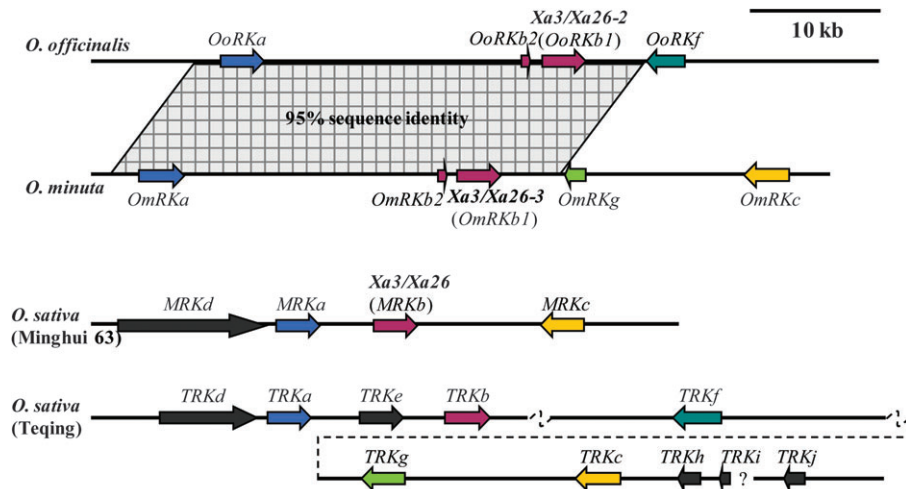 Xa3/Xa26-2
10 kb
O. officinalis OoRKa OoRKb2 (OoRKb1) OoRKf
95% sequence identity
O. minuta
OmRKa OmRKb2 Xa3/Xa26-3 OmRKg OmRKc
(OmRKb1)
Xa3/Xa26
O. sativa MRKd MRKa (MRKb) MRKc
(Minghui 63)
O. sativa TRKd TRKa TRKe TRKb TRKf
(Teqing)
TRKg TRKc TRKh TRKi TRKj
?